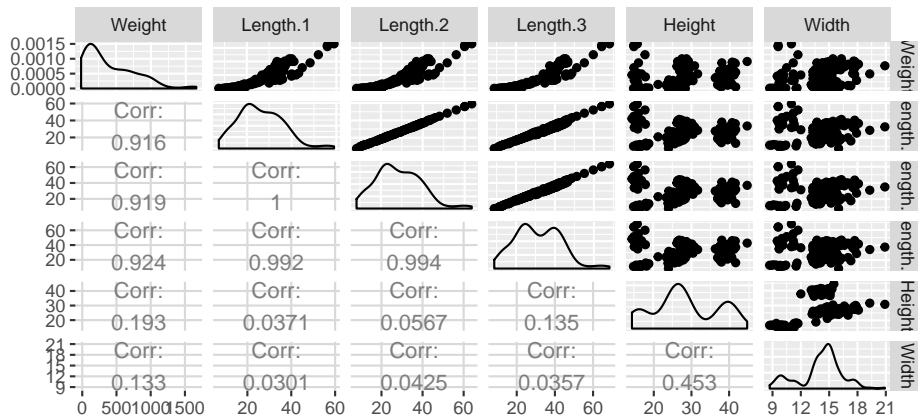 Weight Length.1 Length.2 Length.3 Height Width
0.0015
0.0010
0.0005
0.0000
Weight
60
40
20
Corr:
0.916
ength.
60
40
20
Corr: Corr:
0.919 1
ength.
60
40
20
Corr: Corr: Corr:
0.924 0.992 0.994
ength.
40
30
20
Corr: Corr: Corr: Corr:
0.193 0.0371 0.0567 0.135
Height
21
18
15
12
9
Corr: Corr: Corr: Corr: Corr:
0.133 0.0301 0.0425 0.0357 0.453
Width
0 500 1000 1500 20 40 60 20 40 60 20 40 60 20 30 40 9 12 15 18 21